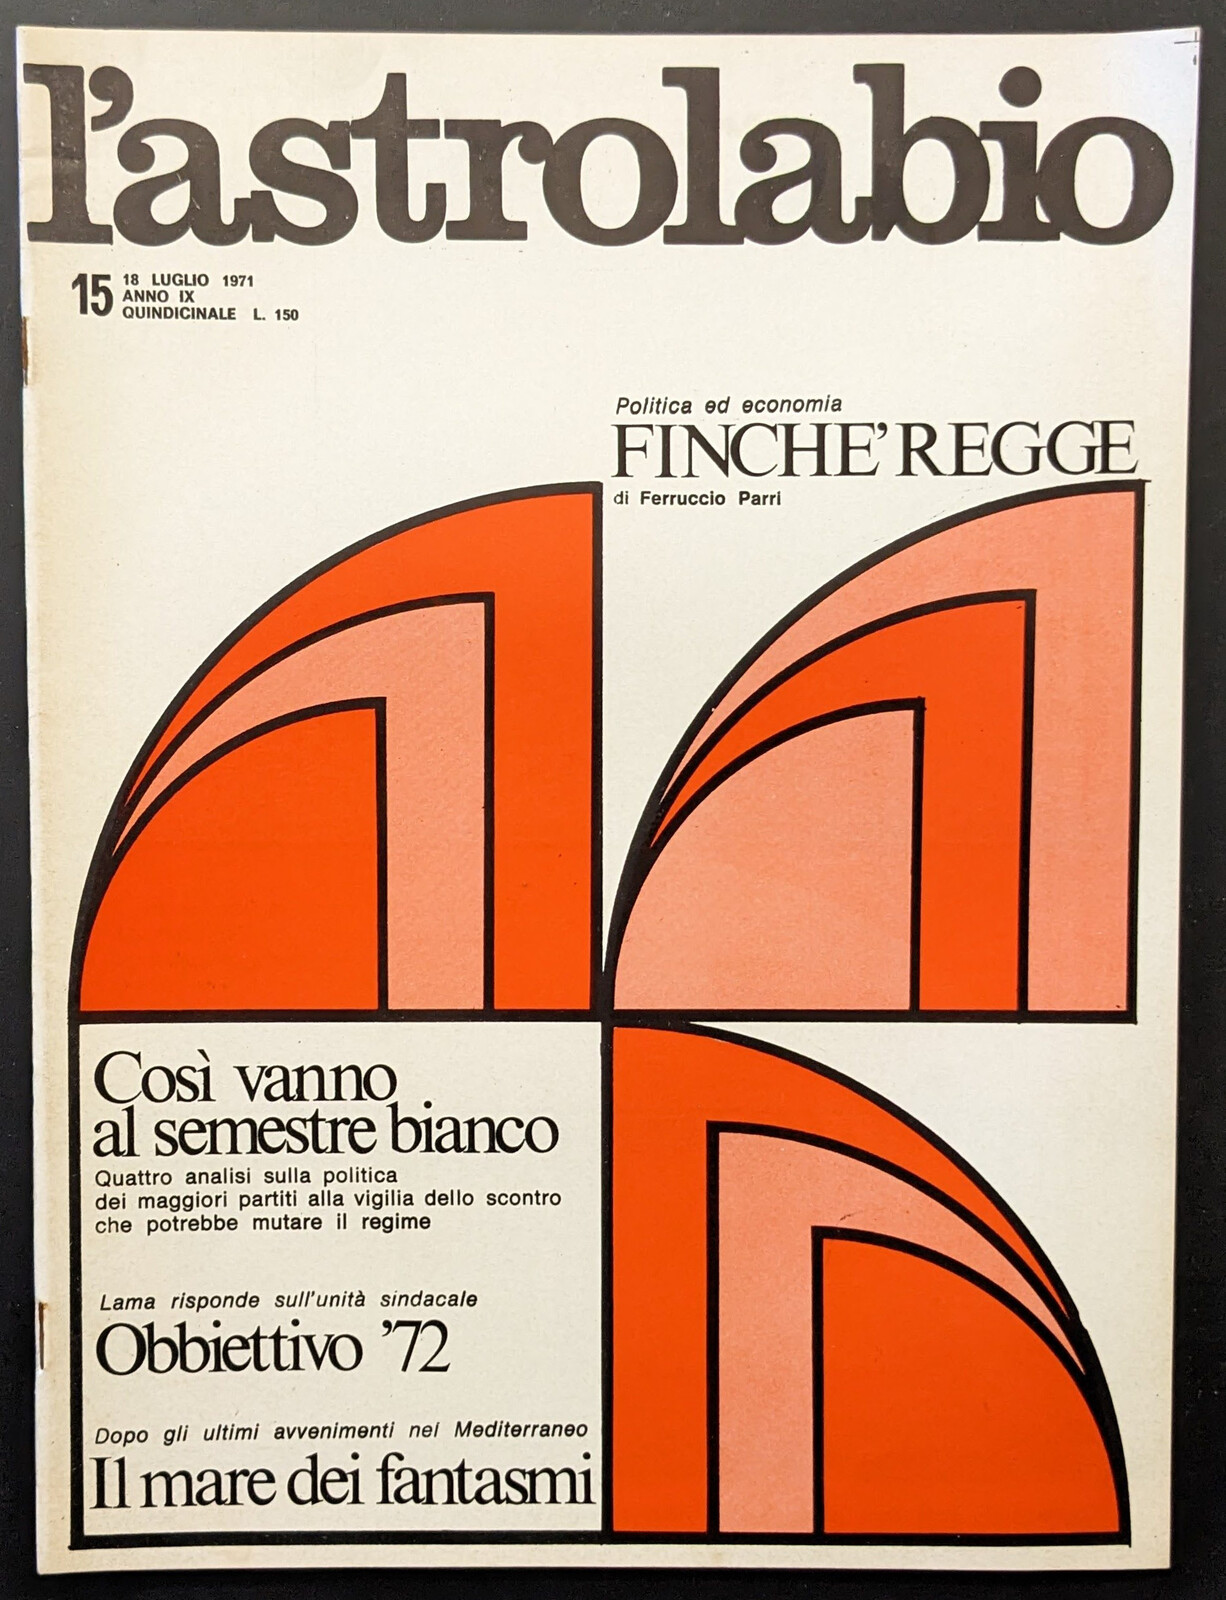 l'astrolabio
15
18 LUGLIO 1971
ANNO IX
QUINDICINALE L. 150
Politica ed economia
FINCHE' REGGE
di Ferruccio Parri
Così vanno
al semestre bianco
Quattro analisi sulla politica
dei maggiori partiti alla vigilia dello scontro
che potrebbe mutare il regime
Lama risponde sull'unità sindacale
Obbiettivo '72
Dopo gli ultimi avvenimenti nel Mediterraneo
Il mare dei fantasmi